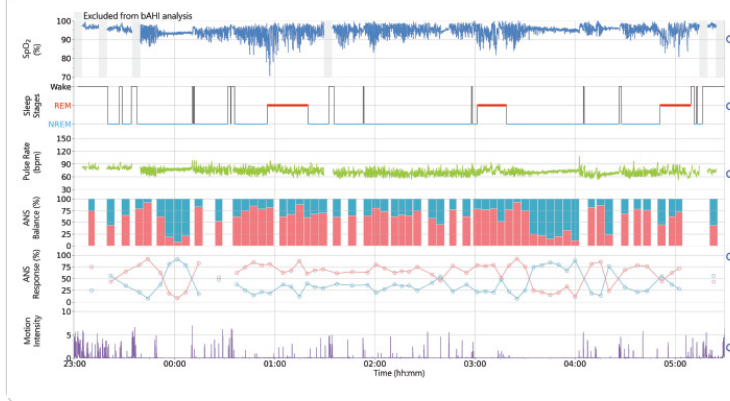 Excluded from bAHI analysis
SpO₂
(%)
100
90
80
70
Sleep
Stages
Wake
REM
NREM
Pulse Rate
(bpm)
150
120
90
60
30
ANS
Balance (%)
100
75
50
25
0
ANS
Response (%)
100
75
50
25
0
Motion
Intensity
10
5
0
23:00 00:00 01:00 02:00 03:00 04:00 05:00
Time (hh:mm)